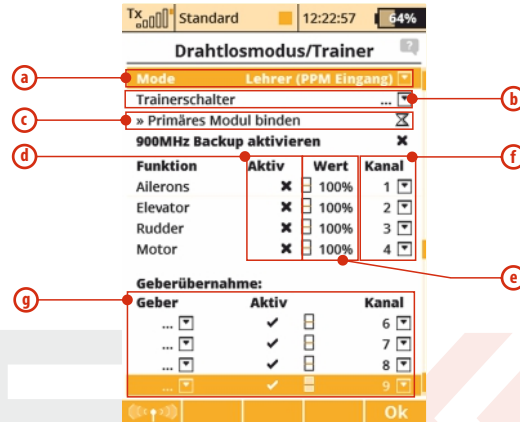 Tx Standard 12:22:57 64%
Drahtlosmodus/Trainer ?
a Mode Lehrer (PPM Eingang)
Trainerschalter ... b
c » Primäres Modul binden
900MHz Backup aktivieren ✖
d f
Funktion Aktiv Wert Kanal
Ailerons ✖ 100% 1
Elevator ✖ 100% 2
Rudder ✖ 100% 3
Motor ✖ 100% 4
e
Geberübernahme:
g Geber Aktiv Kanal
... ✔ 6
... ✔ 7
... ✔ 8
... ✔ 9
Ok